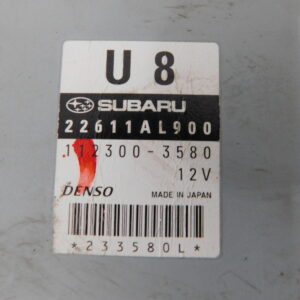 U 8
SUBARU
22611AL900
112300-3580
12V
DENSO MADE IN JAPAN
*233580L*